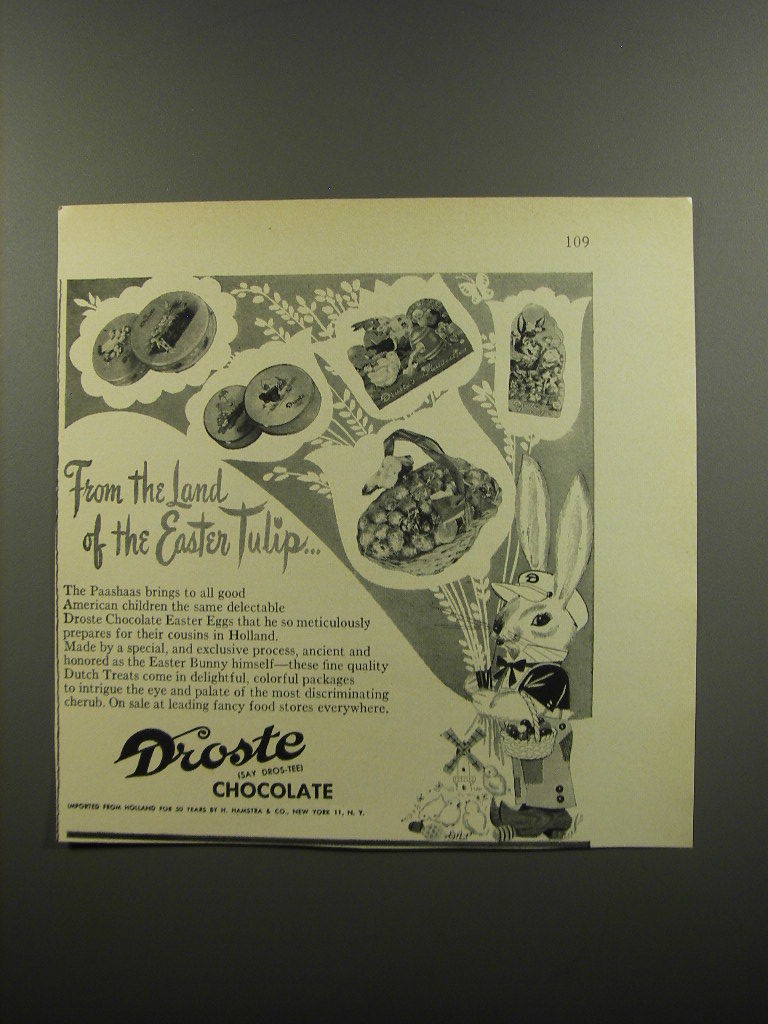 109
From the Land
of the Easter Tulip...
The Paashaas brings to all good
American children the same delectable
Droste Chocolate Easter Eggs that he so meticulously
prepares for their cousins in Holland.
Made by a special, and exclusive process, ancient and
honored as the Easter Bunny himself—these fine quality
Dutch Treats come in delightful, colorful packages
to intrigue the eye and palate of the most discriminating
cherub. On sale at leading fancy food stores everywhere.
Droste
(SAY DROS-TEE)
CHOCOLATE
IMPORTED FROM HOLLAND FOR 50 YEARS BY H. HAMSTRA & CO., NEW YORK 11, N. Y.
D